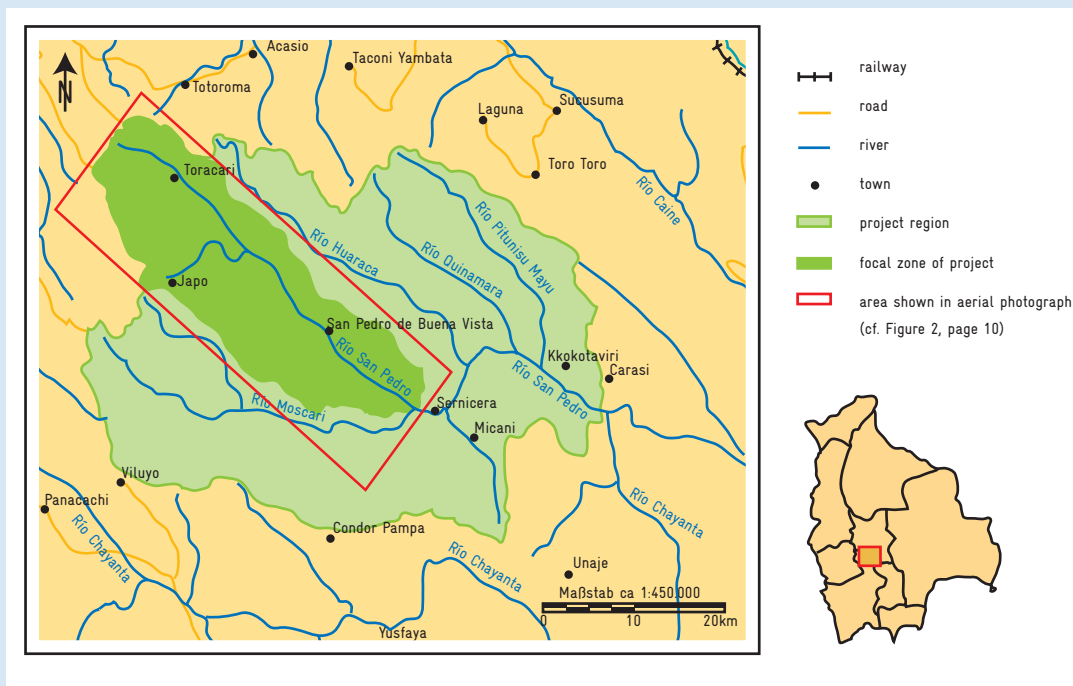 N
Acasio
Taconi Yambata
Totoroma
Laguna
Sucusuma
Toro Toro
Toracari
Río Caine
Río Pitunisu Mayu
Río Huaraca
Río Quinamara
Japo
San Pedro de Buena Vista
Río San Pedro
Kkokotaviri
Carasi
Río San Pedro
Río Moscari
Sernicera
Micani
Viluyo
Panacachi
Río Chayanta
Condor Pampa
Río Chayanta
Río Chayanta
Unaje
Yusfaya
Maßstab ca 1:450.000
0 10 20km
railway
road
river
town
project region
focal zone of project
area shown in aerial photograph
(cf. Figure 2, page 10)